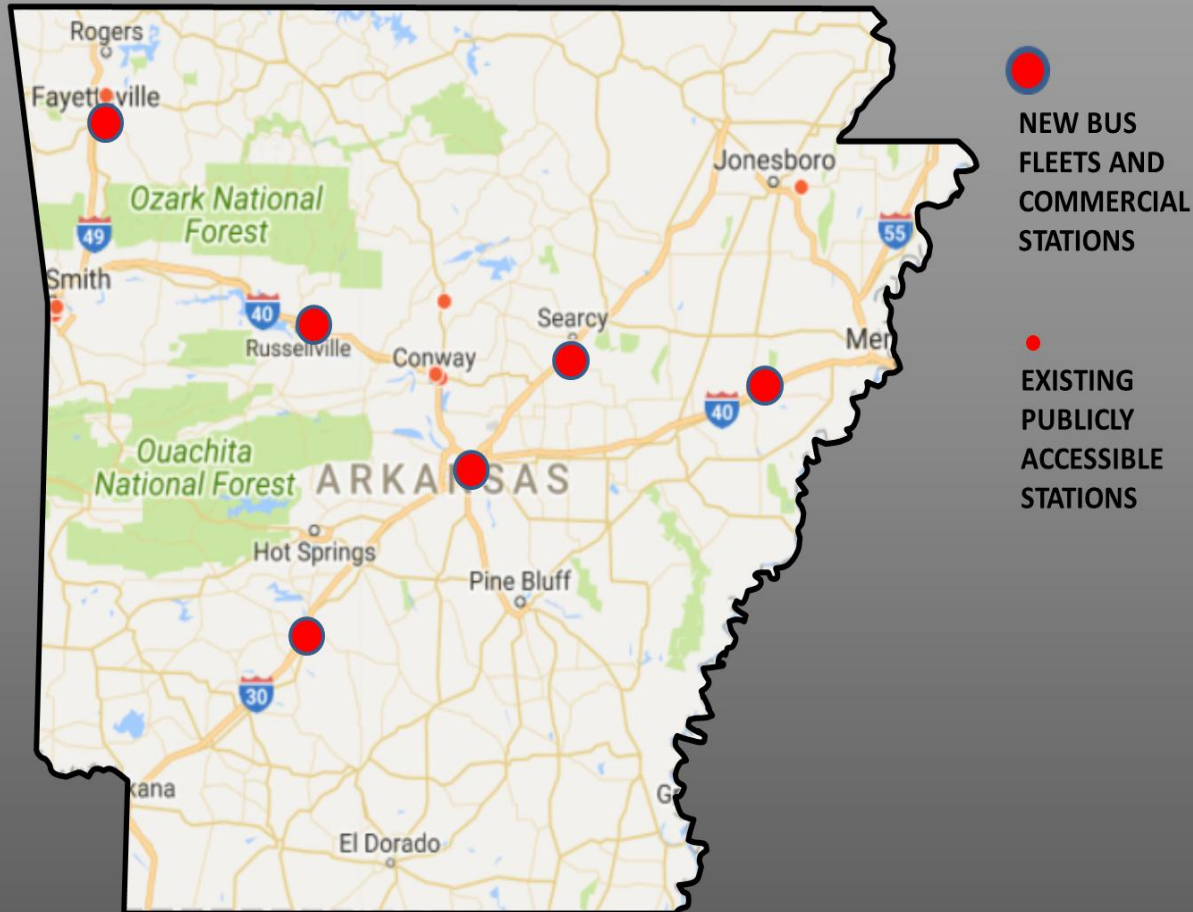 Rogers
Fayetteville
Ozark National
Forest
49
Smith
40
Russellville
Conway
Searcy
Jonesboro
55
Mer
40
Ouachita
National Forest
ARKANSAS
Hot Springs
Pine Bluff
30
kana
El Dorado
G
NEW BUS
FLEETS AND
COMMERCIAL
STATIONS
EXISTING
PUBLICLY
ACCESSIBLE
STATIONS